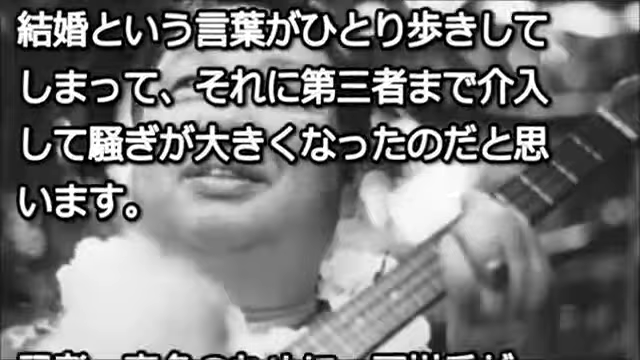 結婚という言葉がひとり歩きして
しまって、それに第三者まで介入
して騒ぎが大きくなったのだと思
います。